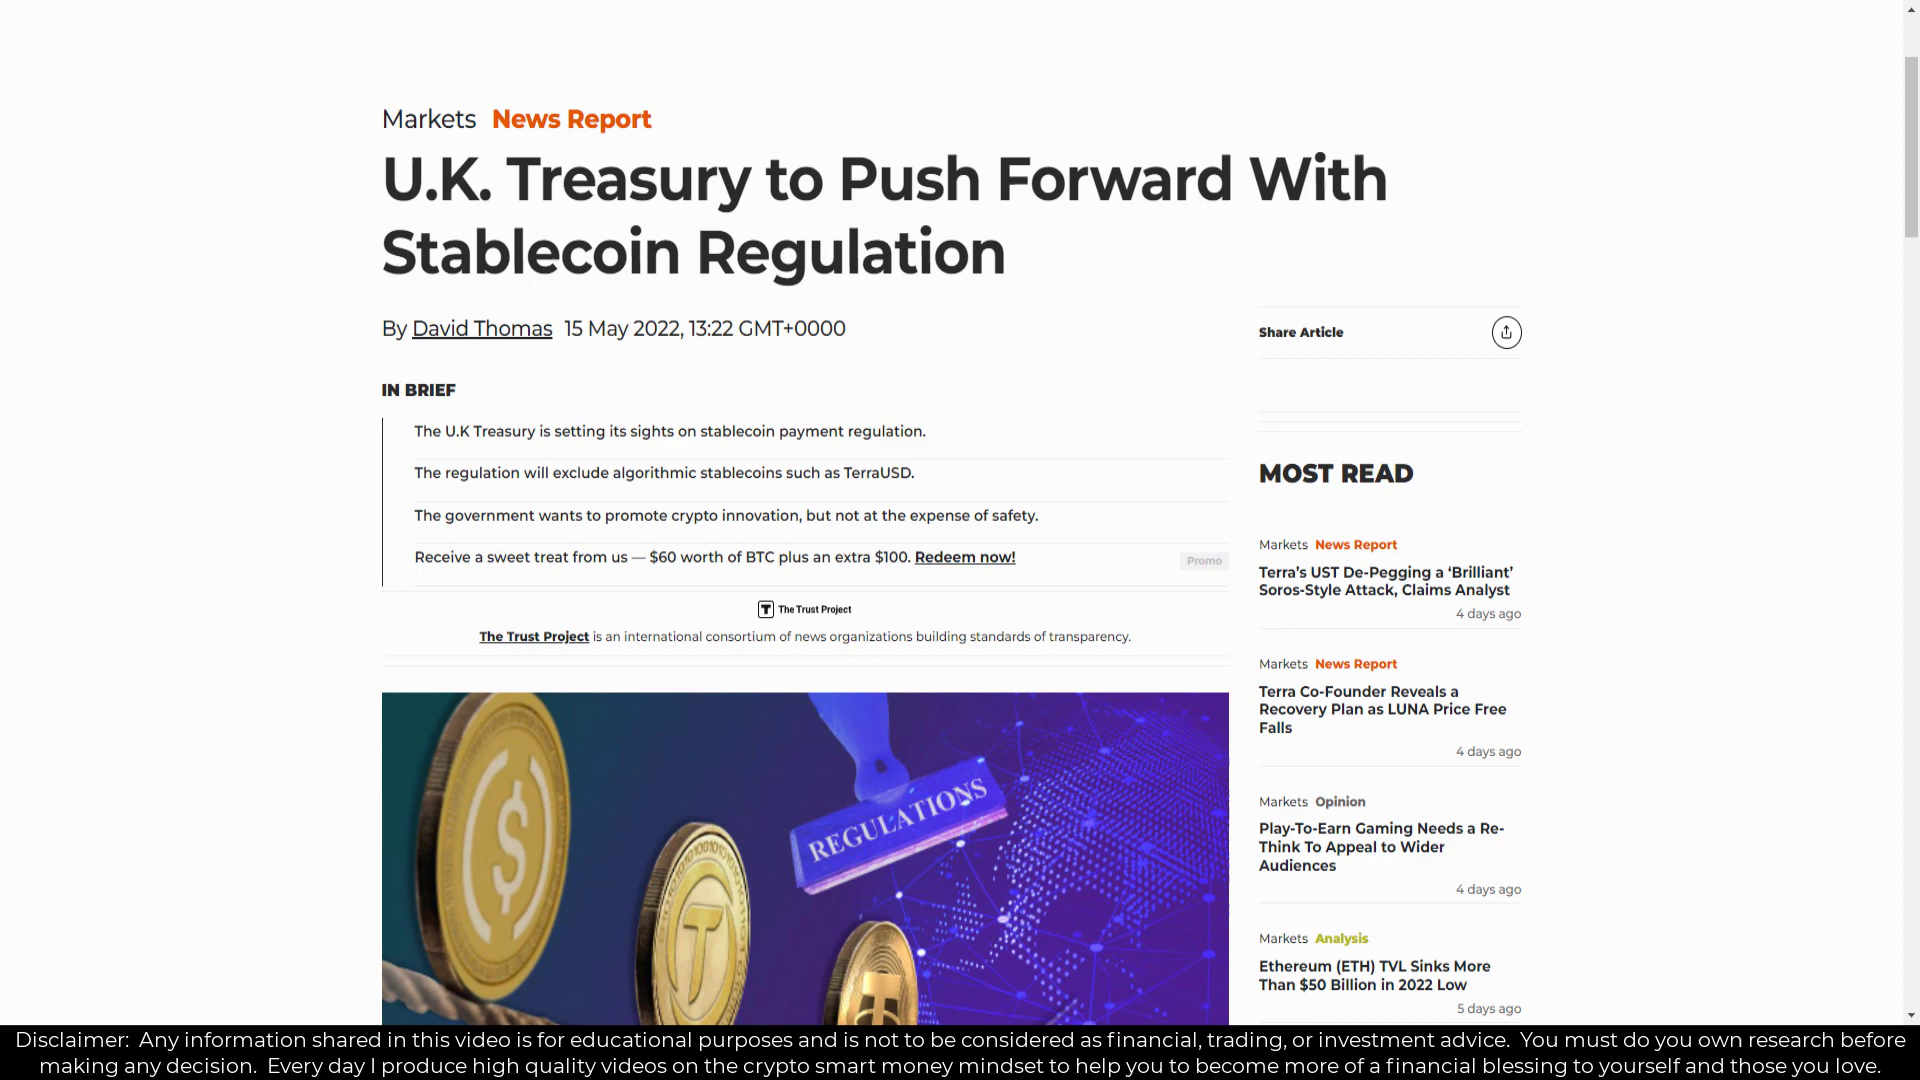 Markets News Report
U.K. Treasury to Push Forward With
Stablecoin Regulation
By David Thomas 15 May 2022, 13:22 GMT+0000
IN BRIEF
The U.K Treasury is setting its sights on stablecoin payment regulation.
The regulation will exclude algorithmic stablecoins such as TerraUSD.
The government wants to promote crypto innovation, but not at the expense of safety.
Receive a sweet treat from us — $60 worth of BTC plus an extra $100. Redeem now!
Promo
T The Trust Project
The Trust Project is an international consortium of news organizations building standards of transparency.
REGULATIONS
Share Article
MOST READ
Markets News Report
Terra’s UST De-Pegging a ‘Brilliant’
Soros-Style Attack, Claims Analyst
4 days ago
Markets News Report
Terra Co-Founder Reveals a
Recovery Plan as LUNA Price Free
Falls
4 days ago
Markets Opinion
Play-To-Earn Gaming Needs a Re-
Think To Appeal to Wider
Audiences
4 days ago
Markets Analysis
Ethereum (ETH) TVL Sinks More
Than $50 Billion in 2022 Low
5 days ago
Disclaimer: Any information shared in this video is for educational purposes and is not to be considered as financial, trading, or investment advice. You must do you own research before
making any decision. Every day I produce high quality videos on the crypto smart money mindset to help you to become more of a financial blessing to yourself and those you love.